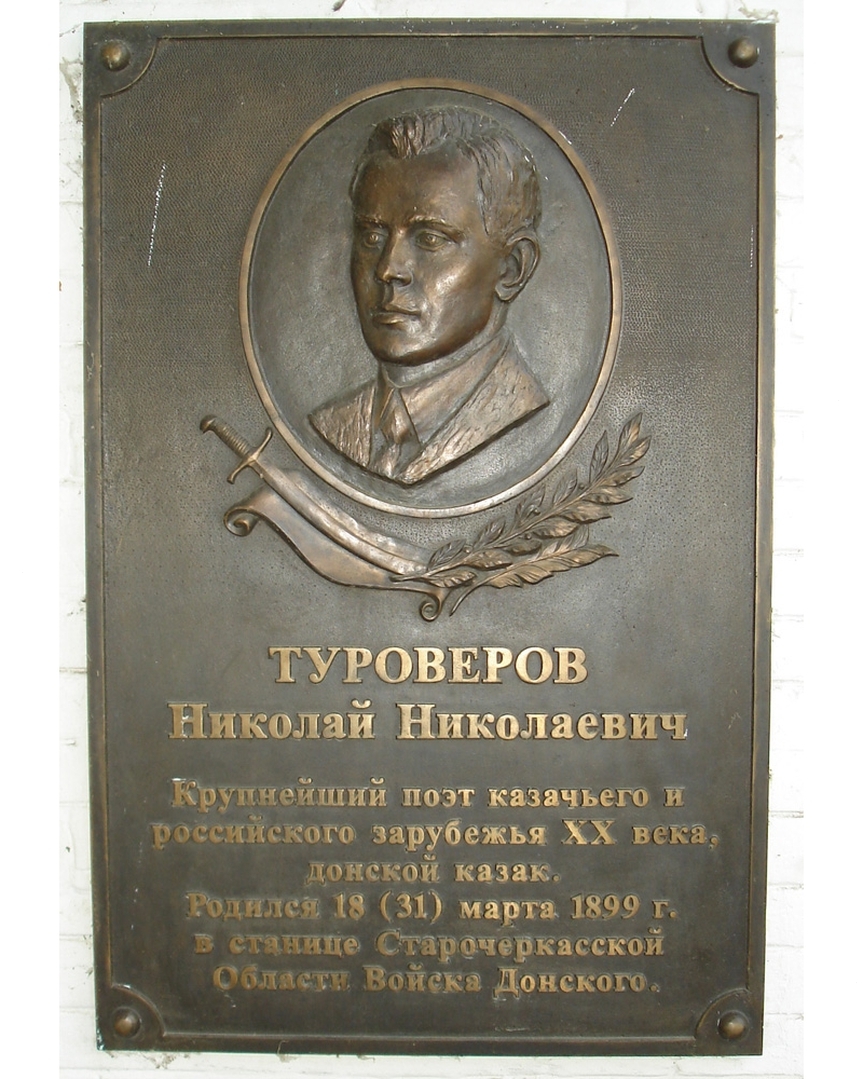 ТУРОВЕРОВ
Николай Николаевич
Крупнейший поэт казачьего и
российского зарубежья XX века,
донской казак.
Родился 18 (31) марта 1899 г.
в станице Старочеркасской
Области Войска Донского.